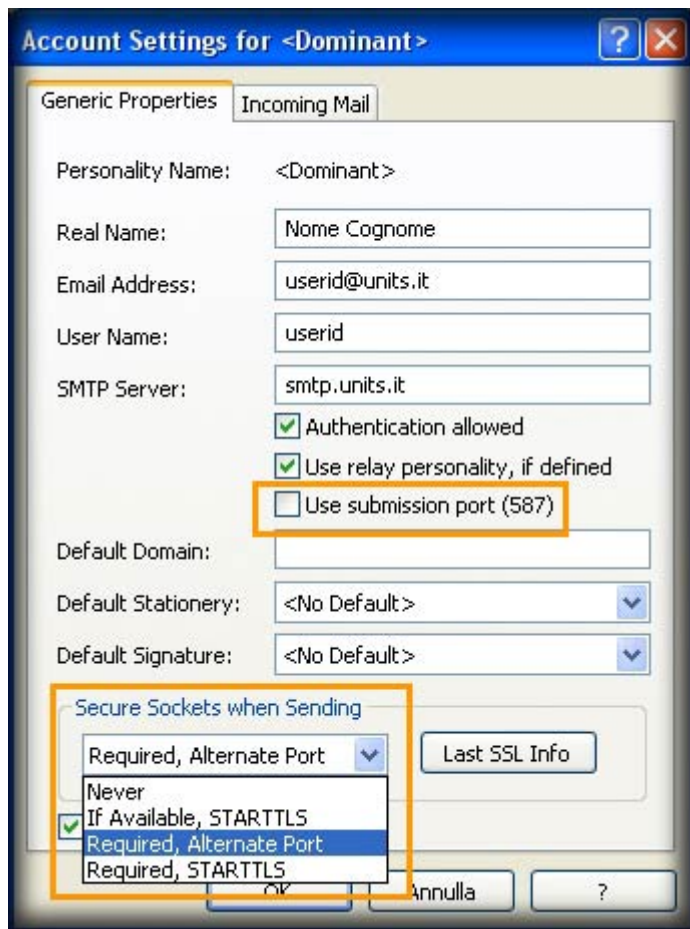 Account Settings for <Dominant>
Generic Properties
Incoming Mail
Personality Name: <Dominant>
Real Name: Nome Cognome
Email Address: userid@units.it
User Name: userid
SMTP Server: smtp.units.it
Authentication allowed
Use relay personality, if defined
Use submission port (587)
Default Domain:
Default Stationery: <No Default>
Default Signature: <No Default>
Secure Sockets when Sending
Required, Alternate Port
Last SSL Info
Never
If Available, STARTTLS
Required, Alternate Port
Required, STARTTLS
OK
Annulla
?